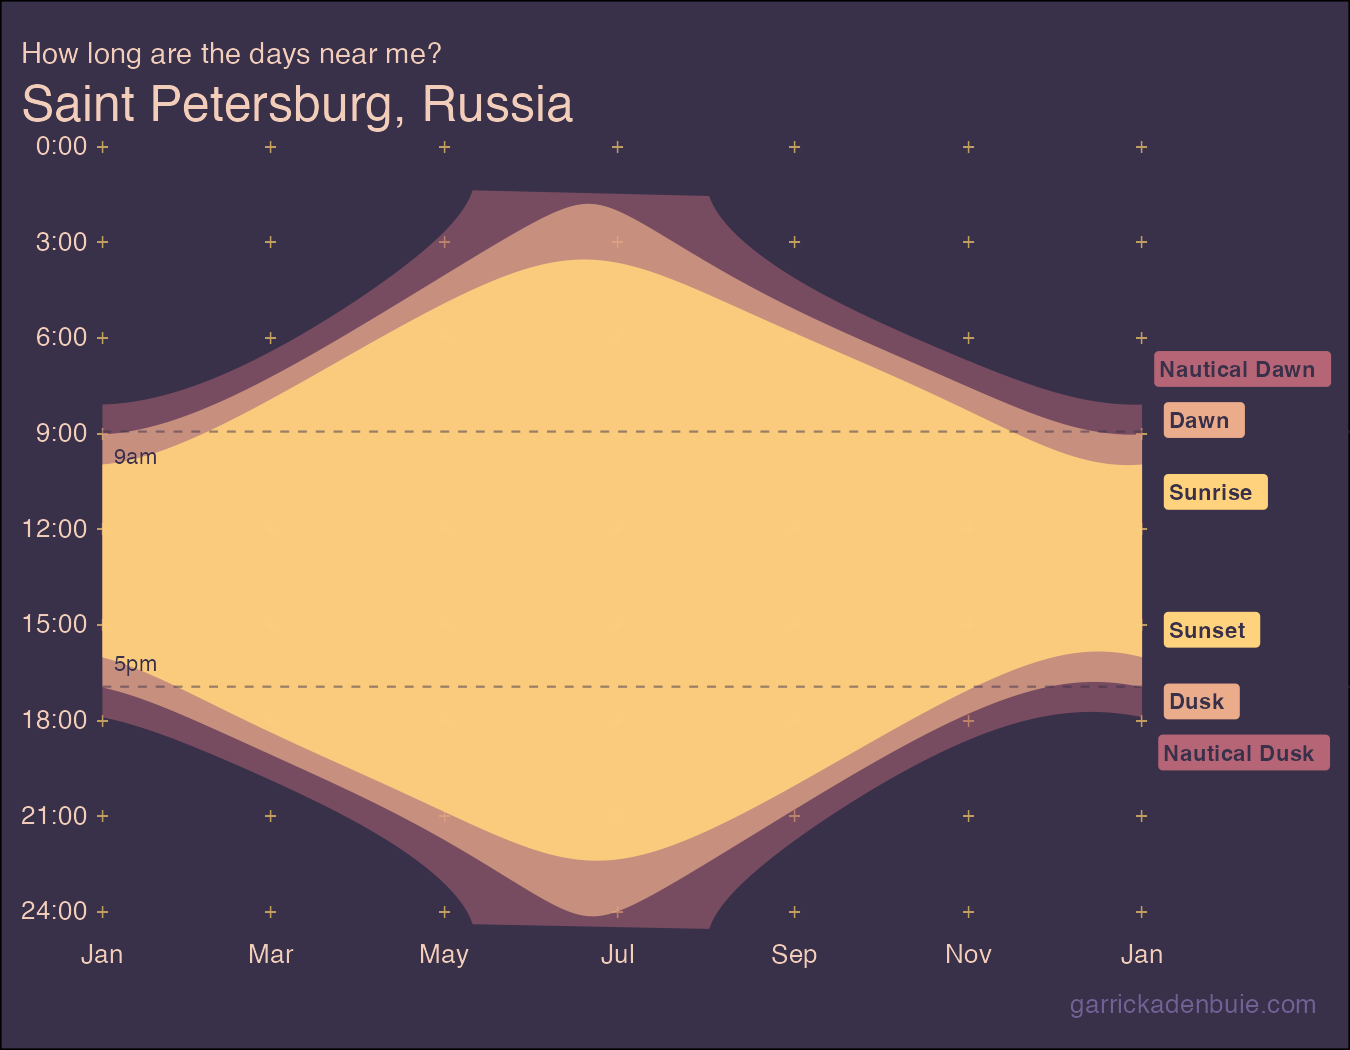 How long are the days near me?
Saint Petersburg, Russia
0:00
3:00
6:00
Nautical Dawn
Dawn
9:00
9am
Sunrise
12:00
15:00
Sunset
5pm
Dusk
18:00
Nautical Dusk
21:00
24:00
Jan Mar May Jul Sep Nov Jan
garrickadenbuie.com